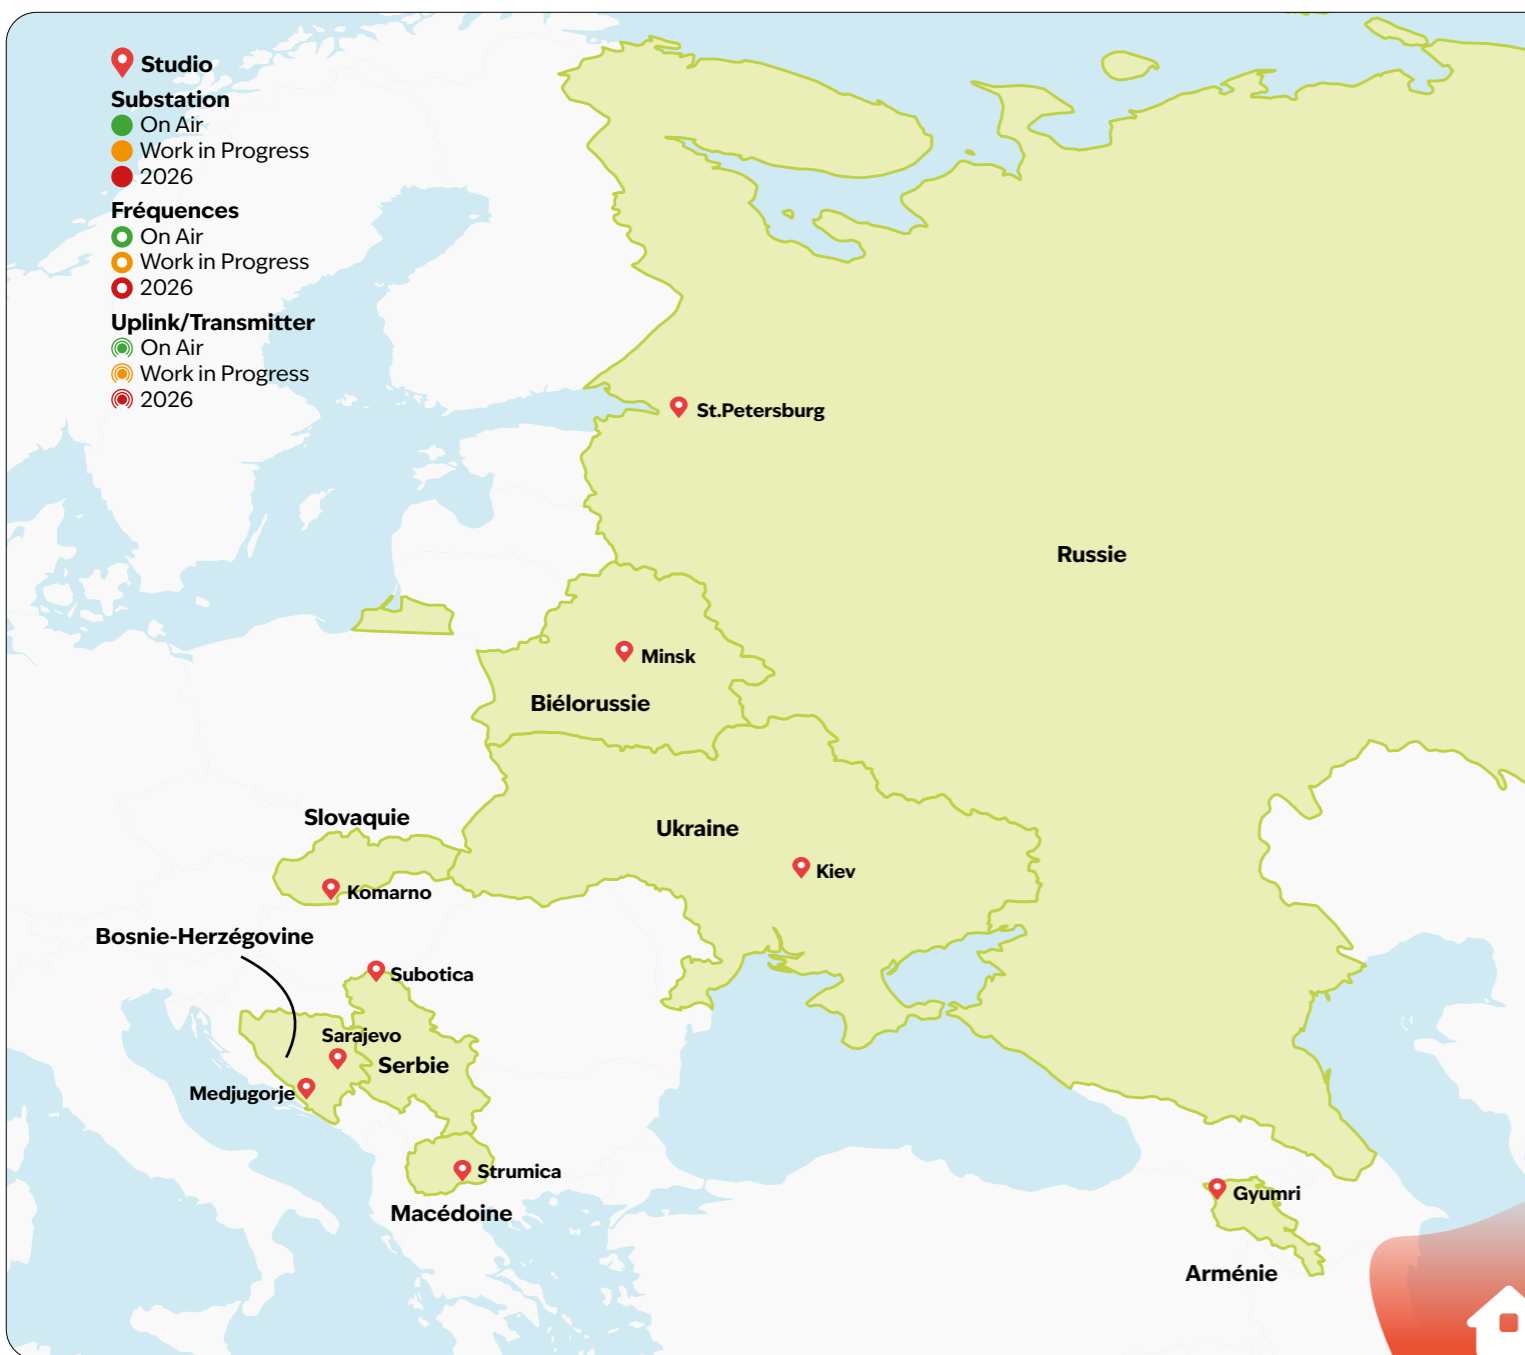 Studio
Substation
On Air
Work in Progress
2026
Fréquences
On Air
Work in Progress
2026
Uplink/Transmitter
On Air
Work in Progress
2026
St.Petersburg
Russie
Minsk
Biélorussie
Slovaquie
Ukraine
Kiev
Komarno
Bosnie-Herzégovine
Subotica
Sarajevo
Serbie
Medjugorje
Strumica
Macédoine
Gyumri
Arménie